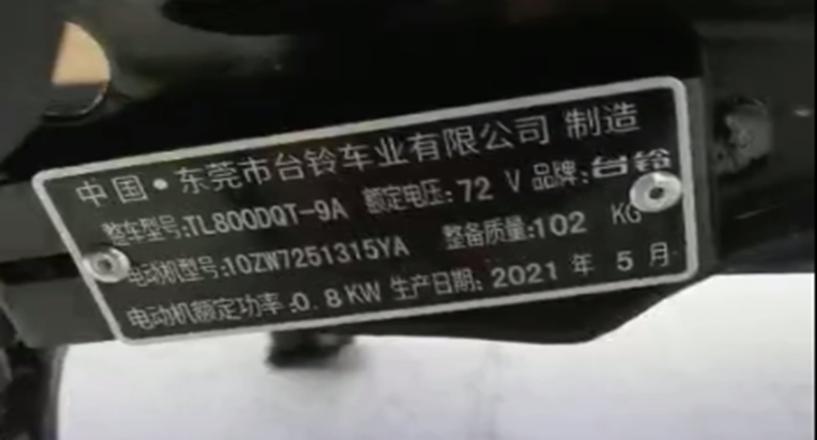 中国·东莞市台铃车业有限公司 制造
整车型号:TL800DQT-9A 额定电压:72 V 品牌:台铃
电动机型号:10ZW7251315YA 整备质量:102 KG
电动机额定功率:0.8KW 生产日期:2021 年 5 月